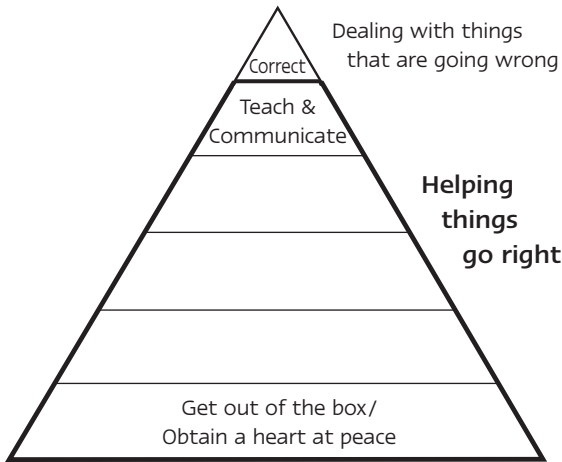 Dealing with things
that are going wrong
Correct
Teach &
Communicate
Helping
things
go right
Get out of the box/
Obtain a heart at peace